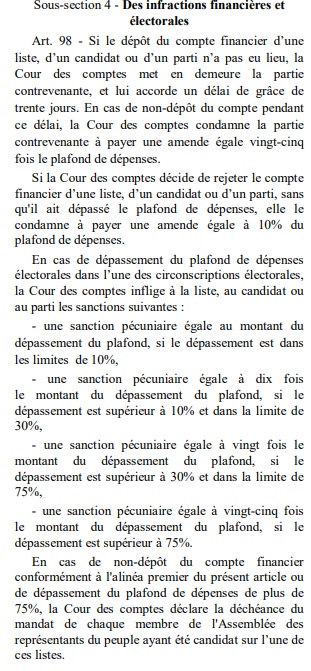 Sous-section 4 - Des infractions financières et
électorales
Art. 98 - Si le dépôt du compte financier d'une
liste, d'un candidat ou d'un parti n'a pas eu lieu, la
Cour des comptes met en demeure la partie
contrevenante, et lui accorde un délai de grâce de
trente jours. En cas de non-dépôt du compte pendant
ce délai, la Cour des comptes condamne la partie
contrevenante à payer une amende égale vingt-cinq
fois le plafond de dépenses.
Si la Cour des comptes décide de rejeter le compte
financier d'une liste, d'un candidat ou d'un parti, sans
qu'il ait dépassé le plafond de dépenses, elle le
condamne à payer une amende égale à 10% du
plafond de dépenses.
En cas de dépassement du plafond de dépenses
électorales dans l'une des circonscriptions électorales,
la Cour des comptes inflige à la liste, au candidat ou
au parti les sanctions suivantes :
- une sanction pécuniaire égale au montant du
dépassement du plafond, si le dépassement est dans
les limites de 10%,
- une sanction pécuniaire égale à dix fois
le montant du dépassement du plafond, si le
dépassement est supérieur à 10% et dans la limite de
30%,
- une sanction pécuniaire égale à vingt fois le
montant du dépassement du plafond, si le
dépassement est supérieur à 30% et dans la limite de
75%,
- une sanction pécuniaire égale à vingt-cinq fois
le montant du dépassement du plafond, si le
dépassement est supérieur à 75%.
En cas de non-dépôt du compte financier
conformément à l'alinéa premier du présent article ou
de dépassement du plafond de dépenses de plus de
75%, la Cour des comptes déclare la déchéance du
mandat de chaque membre de l'Assemblée des
représentants du peuple ayant été candidat sur l'une de
ces listes.